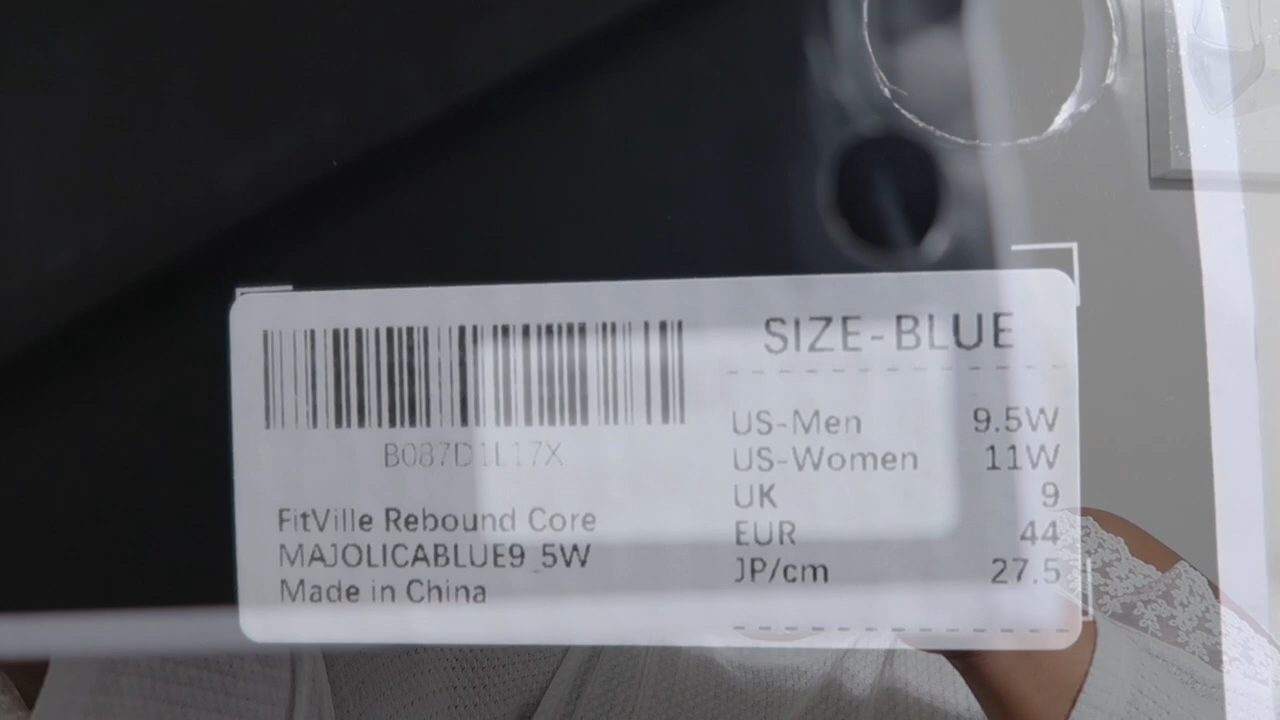 B087D1L17X
FitVille Rebound Core
MAJOLICABLUE9_5W
Made in China
SIZE-BLUE
US-Men 9.5W
US-Women 11W
UK 9
EUR 44
JP/cm 27.5